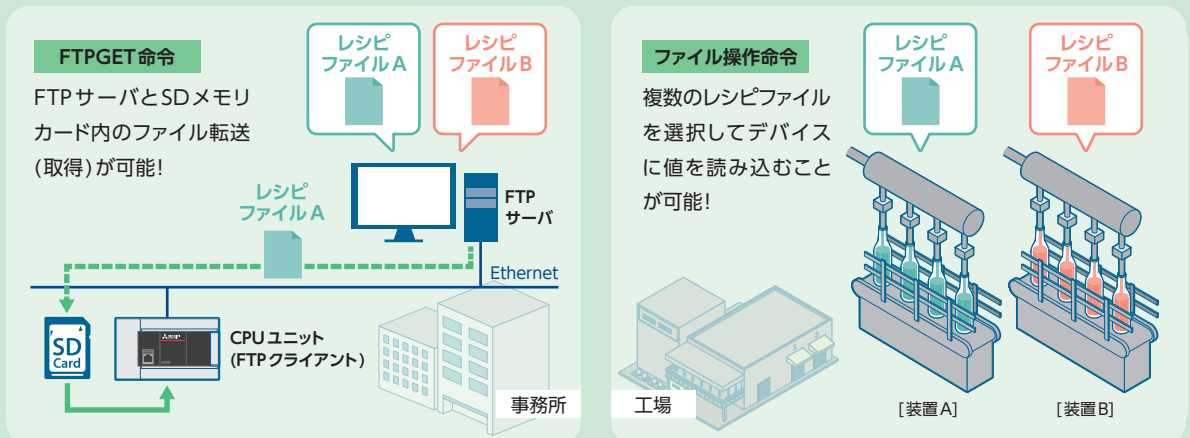 FTPGET命令
FTPサーバとSDメモリ
カード内のファイル転送
(取得)が可能!
レシピ
ファイルA
レシピ
ファイルB
レシピ
ファイルA
FTP
サーバ
Ethernet
SD
Card
CPUユニット
(FTPクライアント)
事務所
ファイル操作命令
複数のレシピファイル
を選択してデバイス
に値を読み込むこと
が可能!
レシピ
ファイルA
レシピ
ファイルB
工場
[装置A]
[装置B]